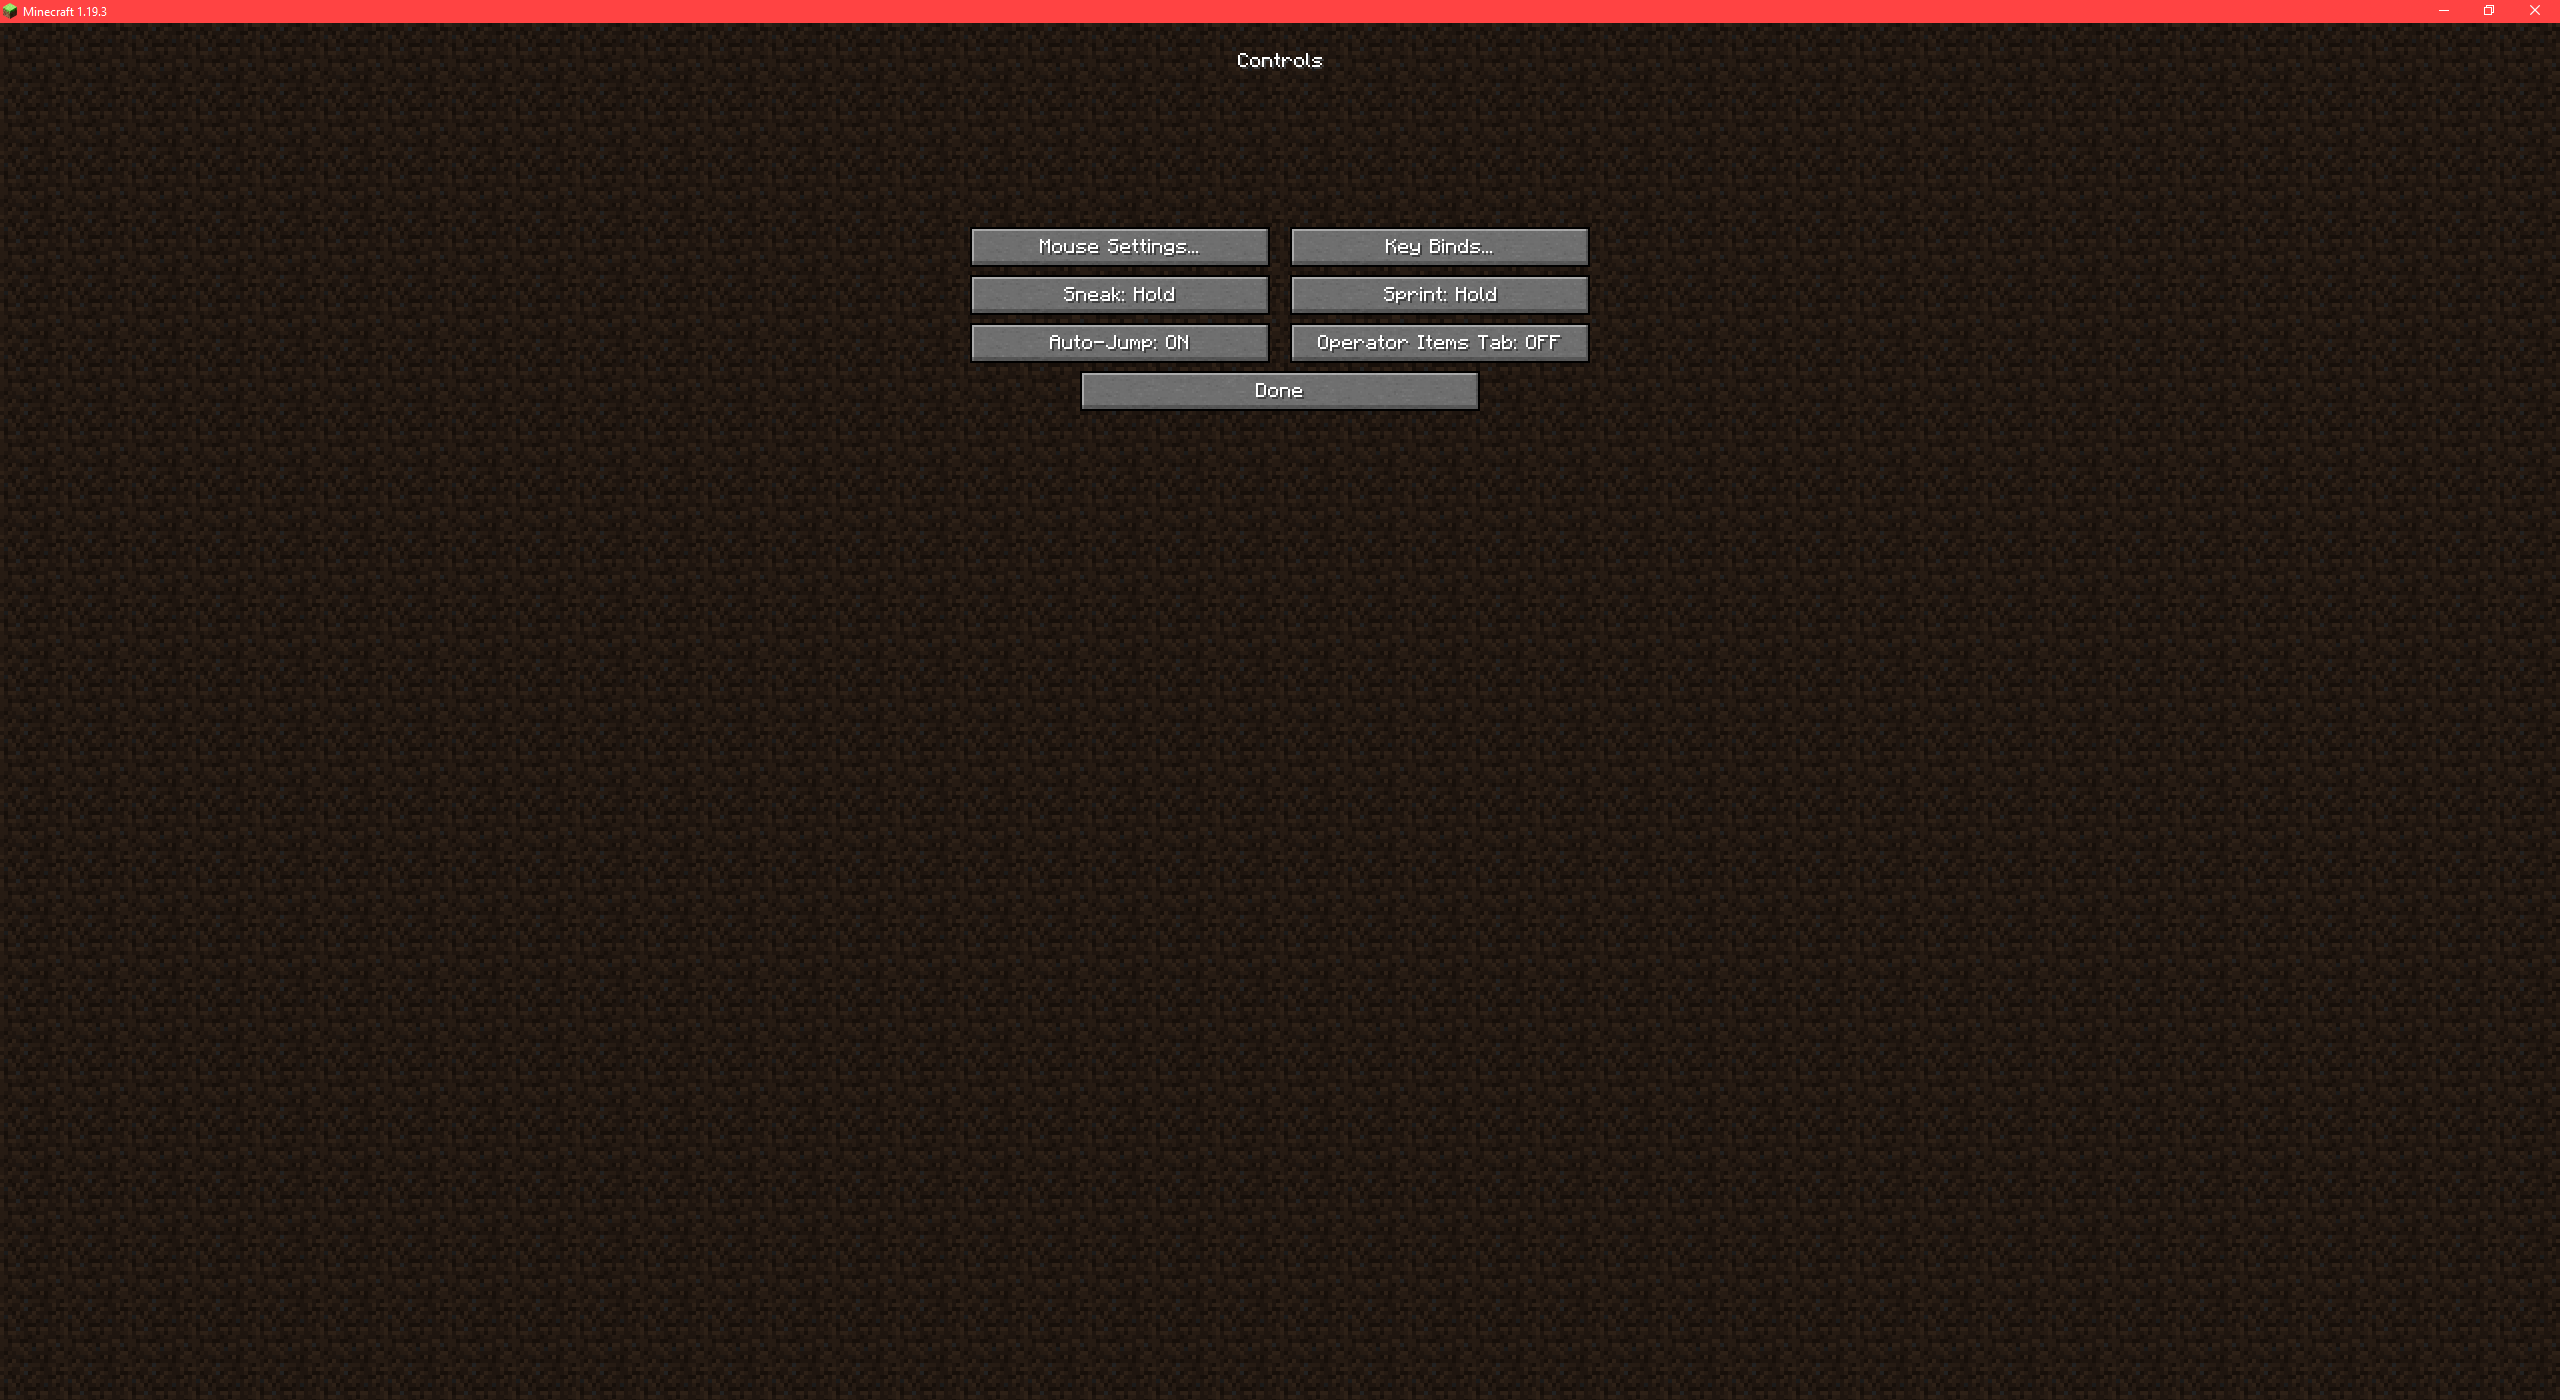 Minecraft 1.19.3
Controls
Mouse Settings...
Key Binds...
Sneak: Hold
Sprint: Hold
Auto-Jump: ON
Operator Items Tab: OFF
Done